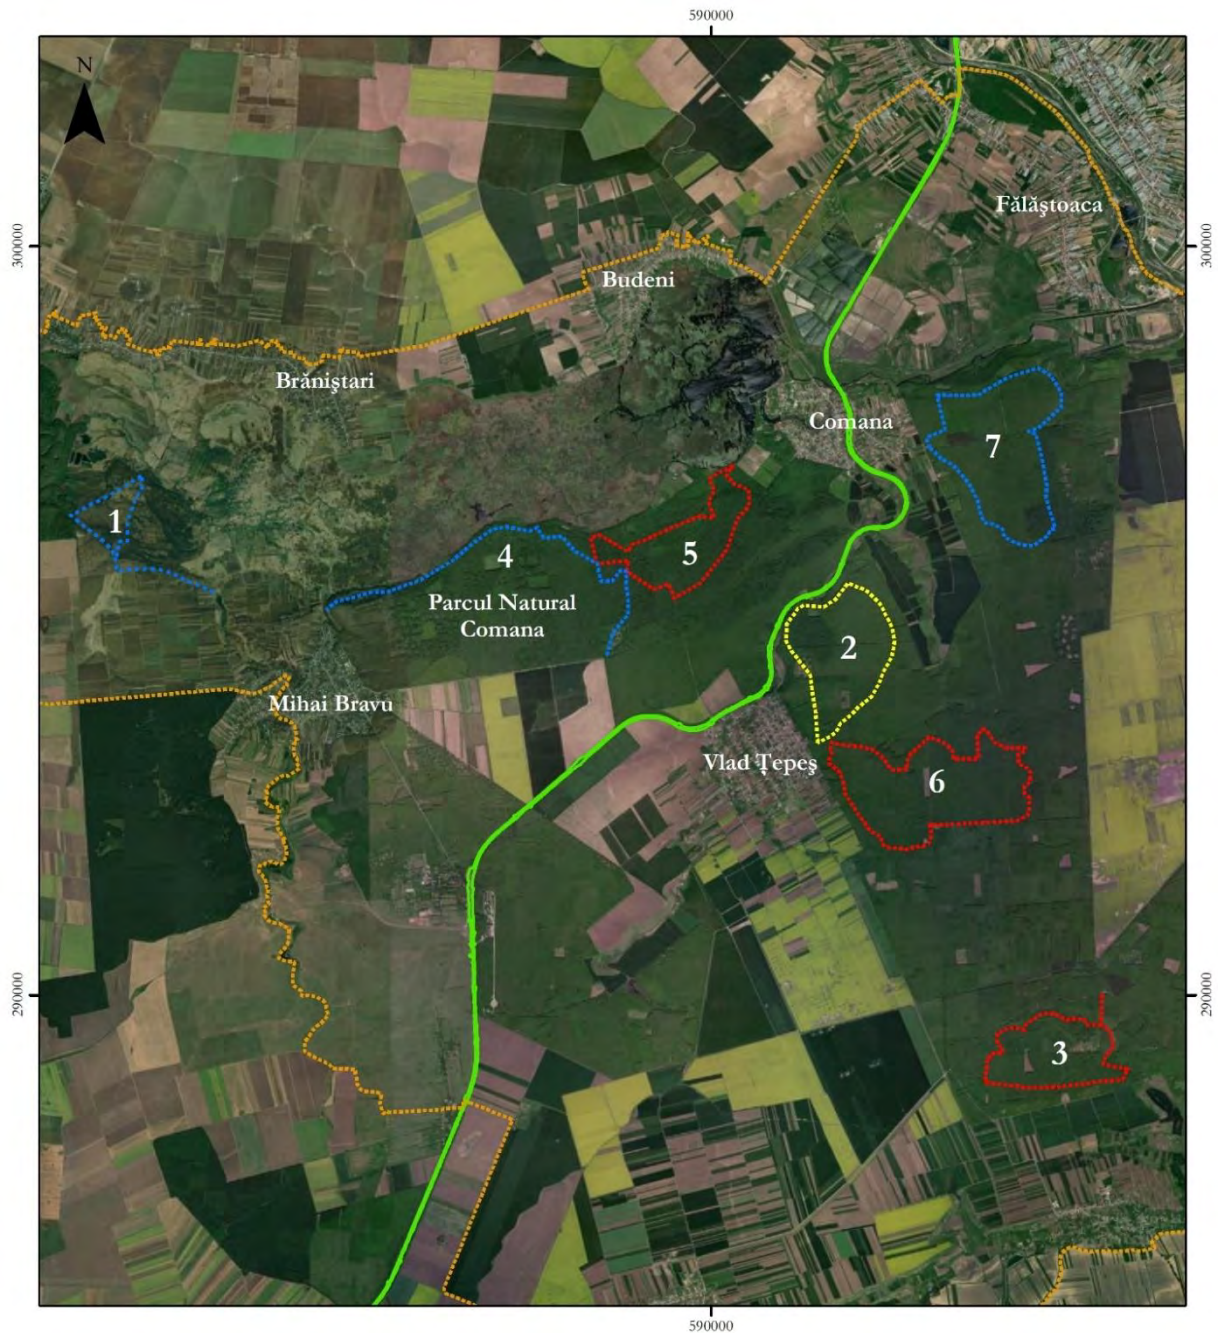 590000
N
Fălăştoaca
300000
300000
Budeni
Brăniştari
Comana
7
1
5
4
Parcul Natural
Comana
2
Mihai Bravu
Vlad Ţepeş
6
290000
290000
3
590000